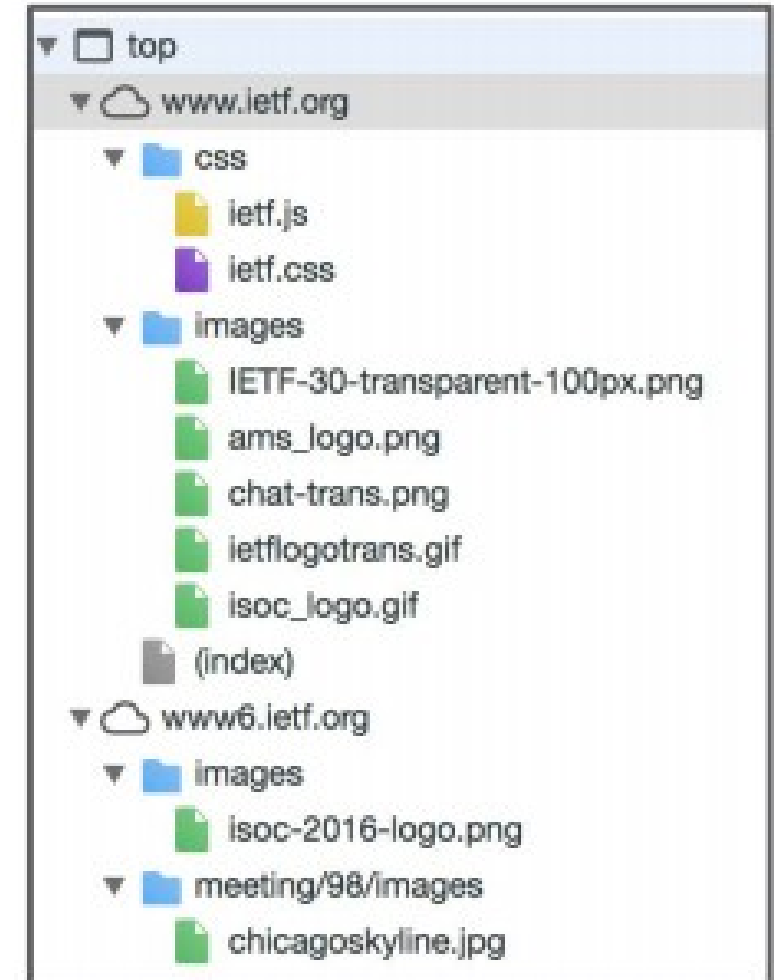 top
www.ietf.org
css
ietf.js
ietf.css
images
IETF-30-transparent-100px.png
ams_logo.png
chat-trans.png
ietflogotrans.gif
isoc_logo.gif
(index)
www6.ietf.org
images
isoc-2016-logo.png
meeting/98/images
chicagoskyline.jpg